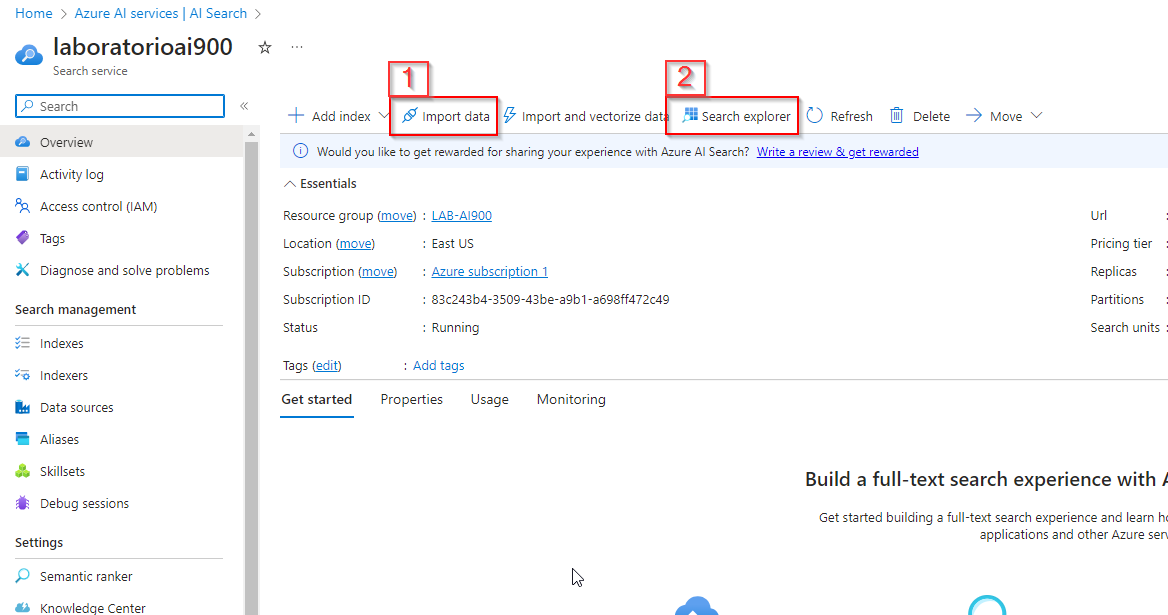 Home > Azure AI services | AI Search >
laboratorioai900
Search service
Search
1
2
Add index
Import data
Import and vectorize data
Search explorer
Refresh
Delete
Move
Would you like to get rewarded for sharing your experience with Azure AI Search? Write a review & get rewarded
Overview
Activity log
Access control (IAM)
Tags
Diagnose and solve problems
Search management
Indexes
Indexers
Data sources
Aliases
Skillsets
Debug sessions
Settings
Semantic ranker
Knowledge Center
Essentials
Resource group (move) : LAB-AI900
Location (move) : East US
Subscription (move) : Azure subscription 1
Subscription ID : 83c243b4-3509-43be-a9b1-a698ff472c49
Status : Running
Tags (edit) : Add tags
Url :
Pricing tier :
Replicas :
Partitions :
Search units :
Get started
Properties
Usage
Monitoring
Build a full-text search experience with A
Get started building a full-text search experience and learn ho
applications and other Azure serv